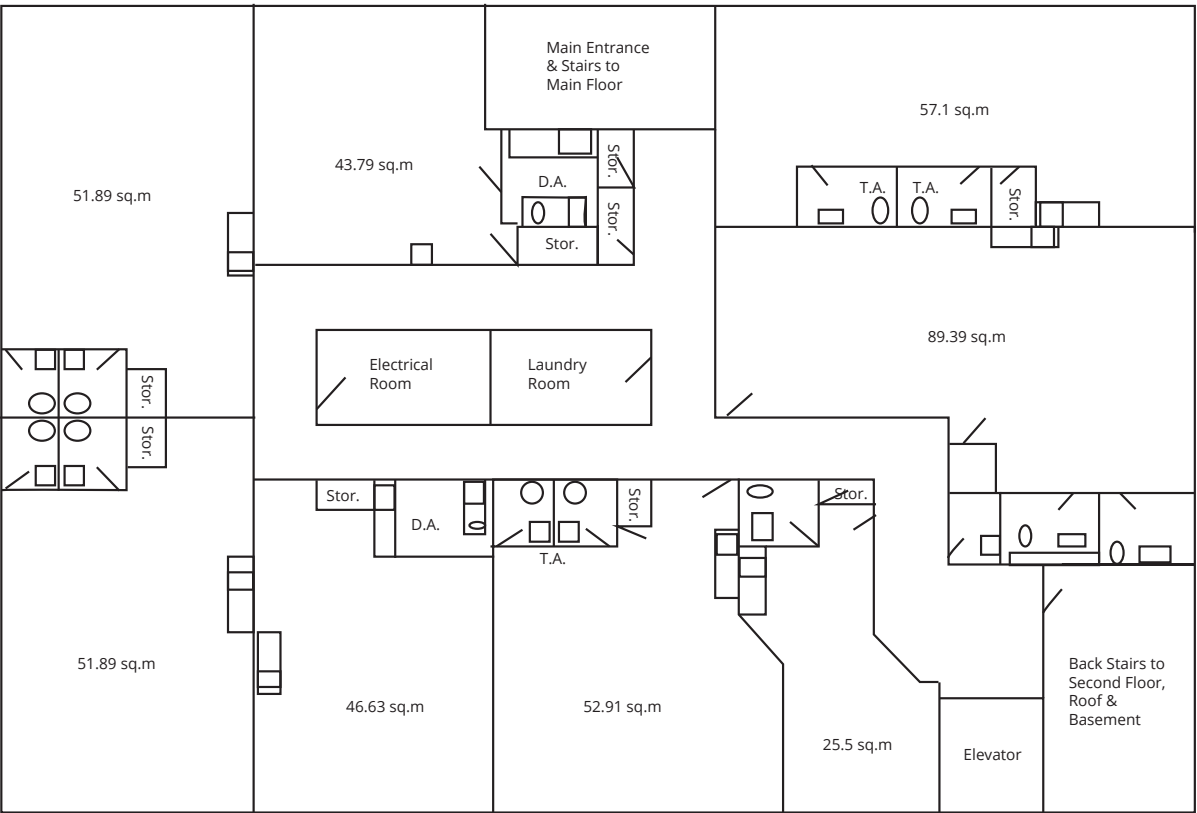 Main Entrance
& Stairs to
Main Floor
57.1 sq.m
43.79 sq.m
51.89 sq.m
Stor.
D.A.
T.A.
T.A.
Stor.
Stor.
Stor.
89.39 sq.m
Electrical
Room
Laundry
Room
Stor.
Stor.
Stor.
D.A.
Stor.
Stor.
T.A.
51.89 sq.m
46.63 sq.m
52.91 sq.m
25.5 sq.m
Back Stairs to
Second Floor,
Roof &
Basement
Elevator